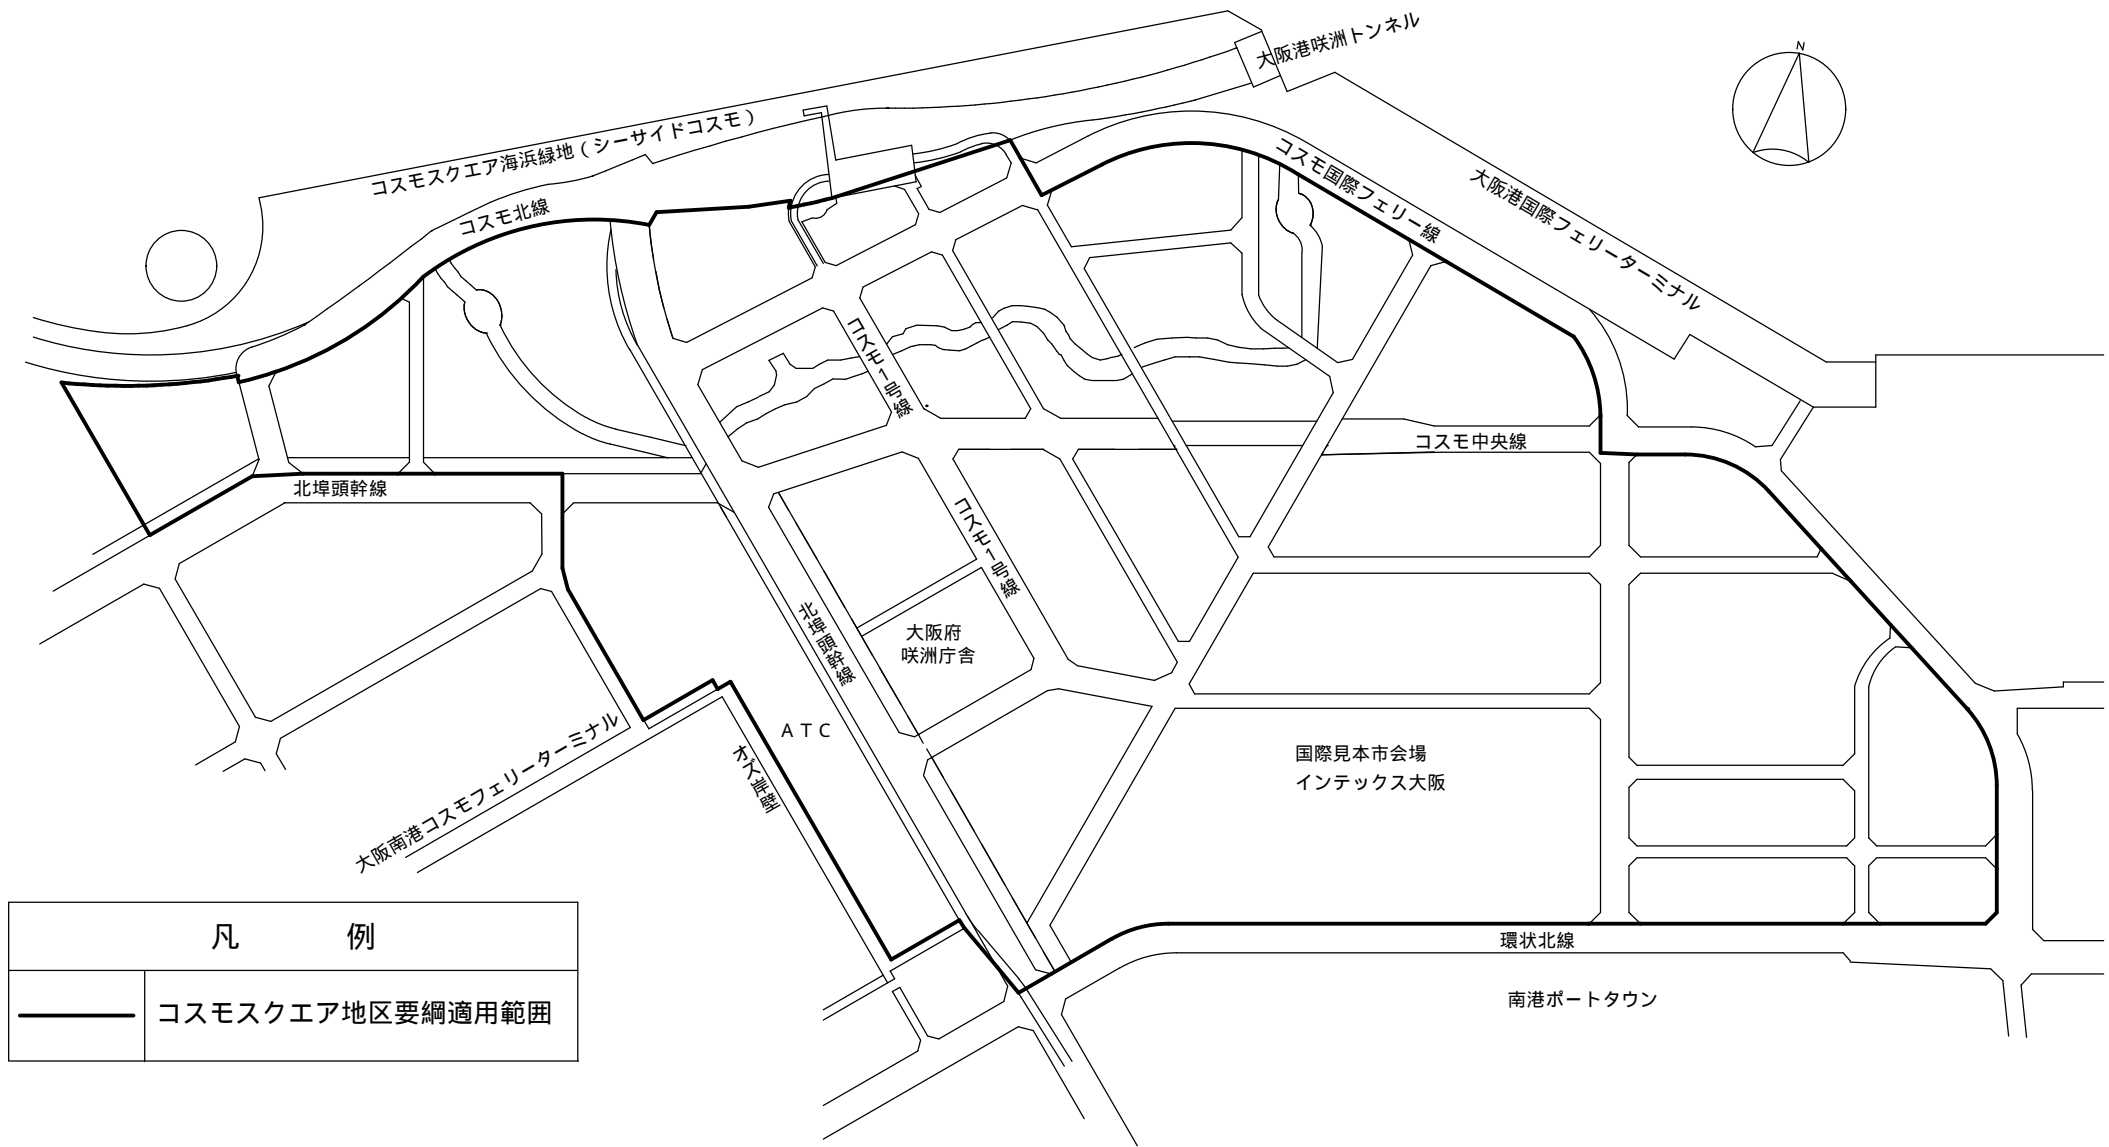 大阪港咲洲トンネル
N
コスモスクエア海浜緑地（シーサイドコスモ）
コスモ北線
コスモ国際フェリー線
大阪港国際フェリーターミナル
コスモ1号線
コスモ中央線
北埠頭幹線
コスモ1号線
北埠頭幹線
大阪府
咲洲庁舎
ATC
オズ岸壁
大阪南港コスモフェリーターミナル
国際見本市会場
インテックス大阪
環状北線
南港ポートタウン
凡 例
コスモスクエア地区要綱適用範囲